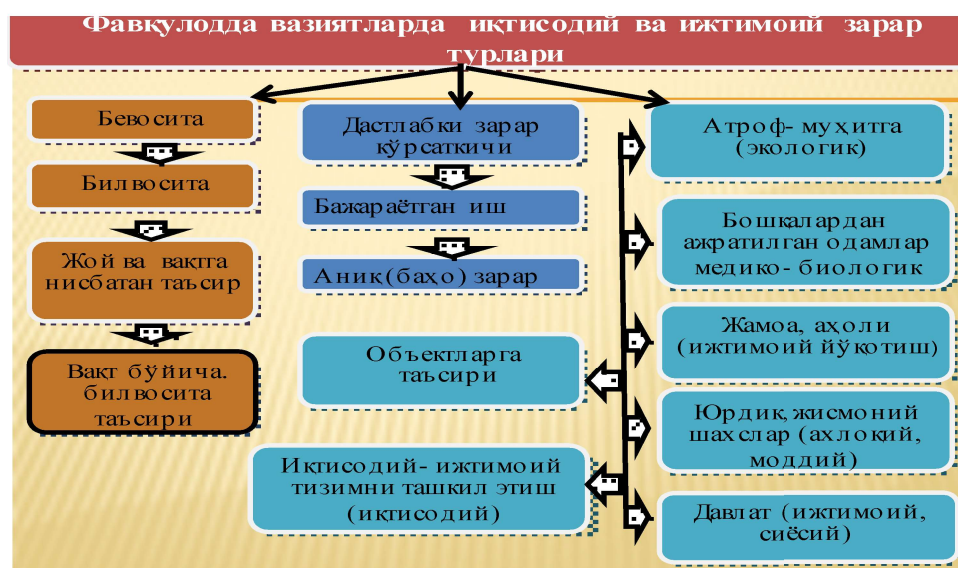 Фавқулодда вазиятларда иқтисодий ва ижтимоий зарар
турлари
Бевосита
Билвосита
Жой ва вақтга
нисбатан таъсир
Вақт бўйича.
билвосита
таъсири
Дастлабки зарар
кўрсаткичи
Бажараётган иш
Аниқ(баҳо) зарар
Объектларга
таъсири
Иқтисодий- ижтимоий
тизимни ташкил этиш
(иқтисодий)
Атроф- муҳитга
(экологик)
Бошқалардан
ажратилган одамлар
медико- биологик
Жамоа, аҳоли
(ижтимоий йўқотиш)
Юрдик,жисмоний
шахслар (ахлоқий,
моддий)
Давлат (ижтимоий,
сиёсий)